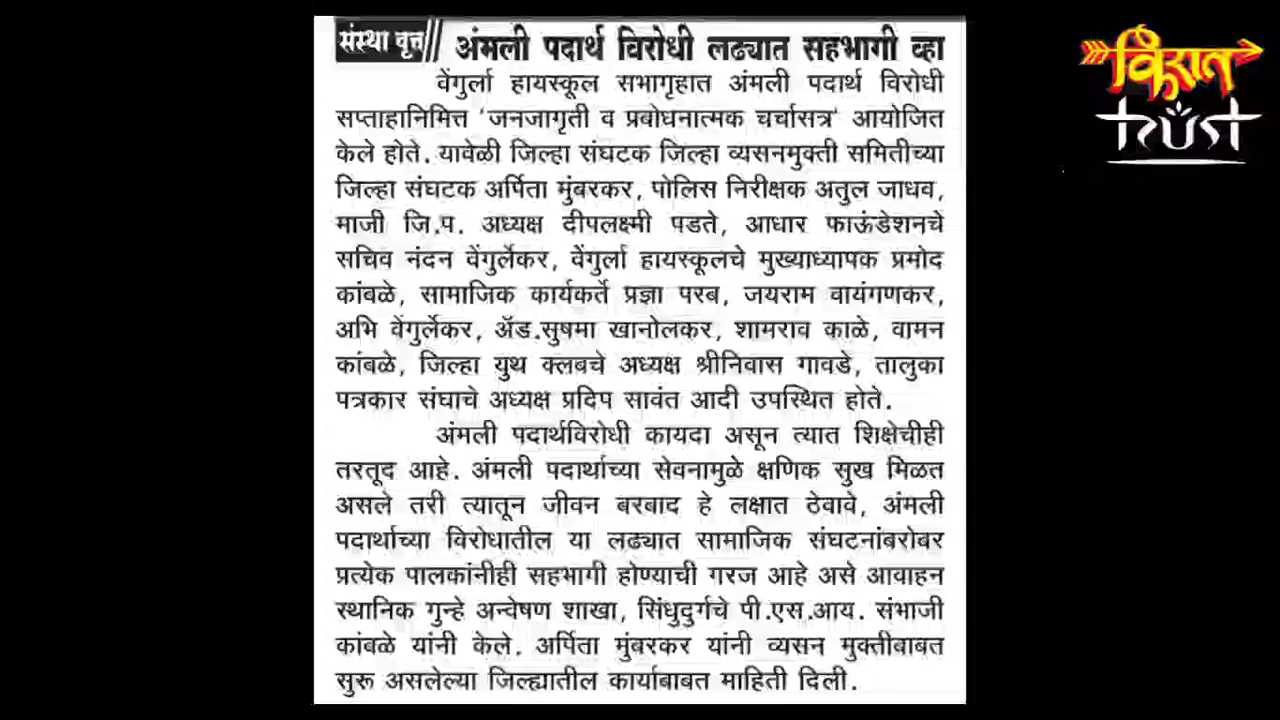 संस्था वृत्त// अंमली पदार्थ विरोधी लढ्यात सहभागी व्हा
वेंगुर्ला हायस्कूल सभागृहात अंमली पदार्थ विरोधी
सप्ताहानिमित्त 'जनजागृती व प्रबोधनात्मक चर्चासत्र' आयोजित
केले होते. यावेळी जिल्हा संघटक जिल्हा व्यसनमुक्ती समितीच्या
जिल्हा संघटक अर्पिता मुंबरकर, पोलिस निरीक्षक अतुल जाधव,
माजी जि.प. अध्यक्ष दीपलक्ष्मी पडते, आधार फाऊंडेशनचे
सचिव नंदन वेंगुर्लेकर, वेंगुर्ला हायस्कूलचे मुख्याध्यापक प्रमोद
कांबळे, सामाजिक कार्यकर्ते प्रज्ञा परब, जयराम वायंगणकर,
अभि वेंगुर्लेकर, ॲड.सुषमा खानोलकर, शामराव काळे, वामन
कांबळे, जिल्हा युथ क्लबचे अध्यक्ष श्रीनिवास गावडे, तालुका
पत्रकार संघाचे अध्यक्ष प्रदिप सावंत आदी उपस्थित होते.
अंमली पदार्थविरोधी कायदा असून त्यात शिक्षेचीही
तरतूद आहे. अंमली पदार्थाच्या सेवनामुळे क्षणिक सुख मिळत
असले तरी त्यातून जीवन बरबाद हे लक्षात ठेवावे, अंमली
पदार्थाच्या विरोधातील या लढ्यात सामाजिक संघटनांबरोबर
प्रत्येक पालकांनीही सहभागी होण्याची गरज आहे असे आवाहन
स्थानिक गुन्हे अन्वेषण शाखा, सिंधुदुर्गचे पी.एस.आय. संभाजी
कांबळे यांनी केले. अर्पिता मुंबरकर यांनी व्यसन मुक्तीबाबत
सुरू असलेल्या जिल्ह्यातील कार्याबाबत माहिती दिली.
किरात
trust